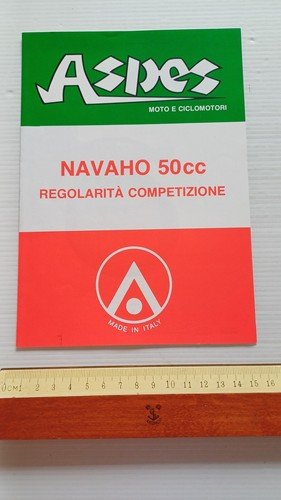 Aspes
MOTO E CICLOMOTORI
NAVAHO 50cc
REGOLARITÀ COMPETIZIONE
MADE IN ITALY
0 CM 1 2 3 4 5 6 7 8 9 10 11 12 13 14 15 16